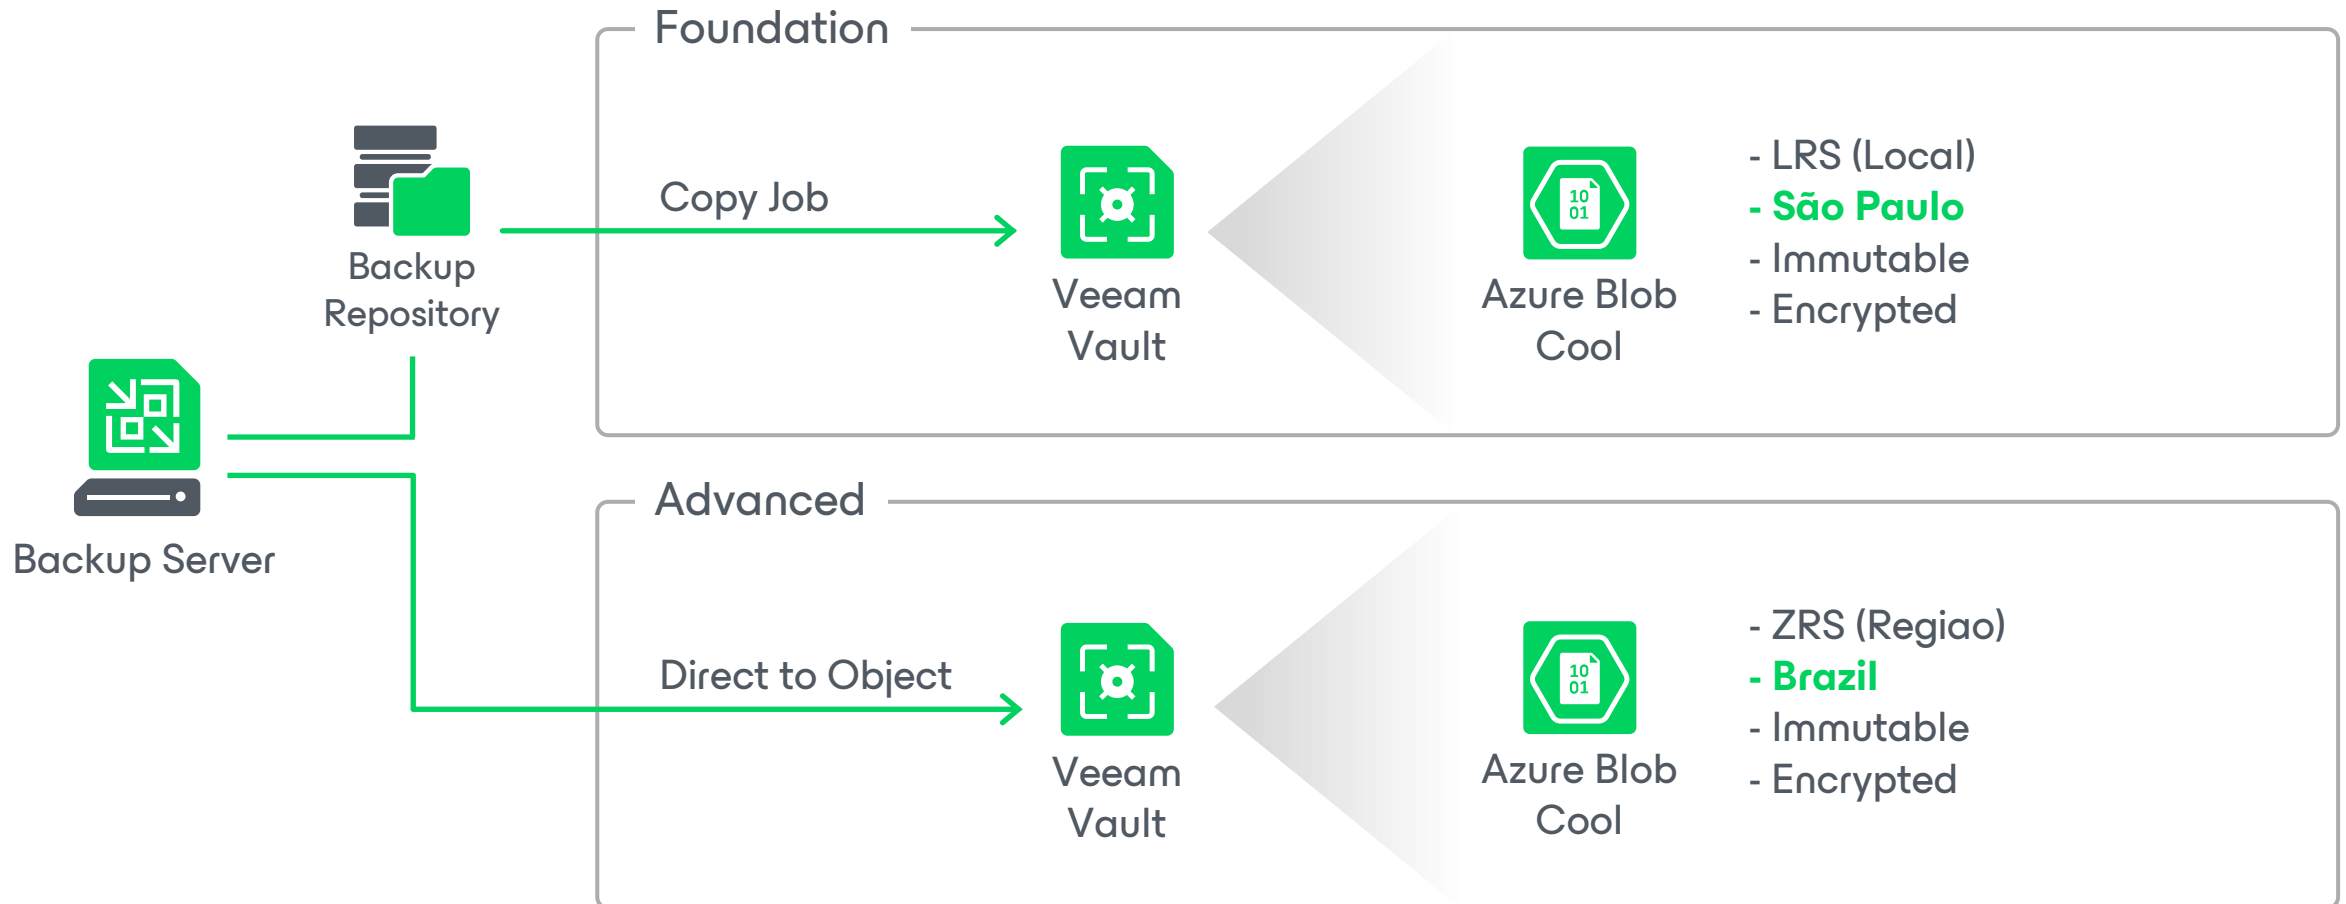 Foundation
Backup
Repository
Copy Job
Veeam
Vault
10
01
Azure Blob
Cool
- LRS (Local)
- São Paulo
- Immutable
- Encrypted
Backup Server
Advanced
Direct to Object
Veeam
Vault
10
01
Azure Blob
Cool
- ZRS (Regiao)
- Brazil
- Immutable
- Encrypted